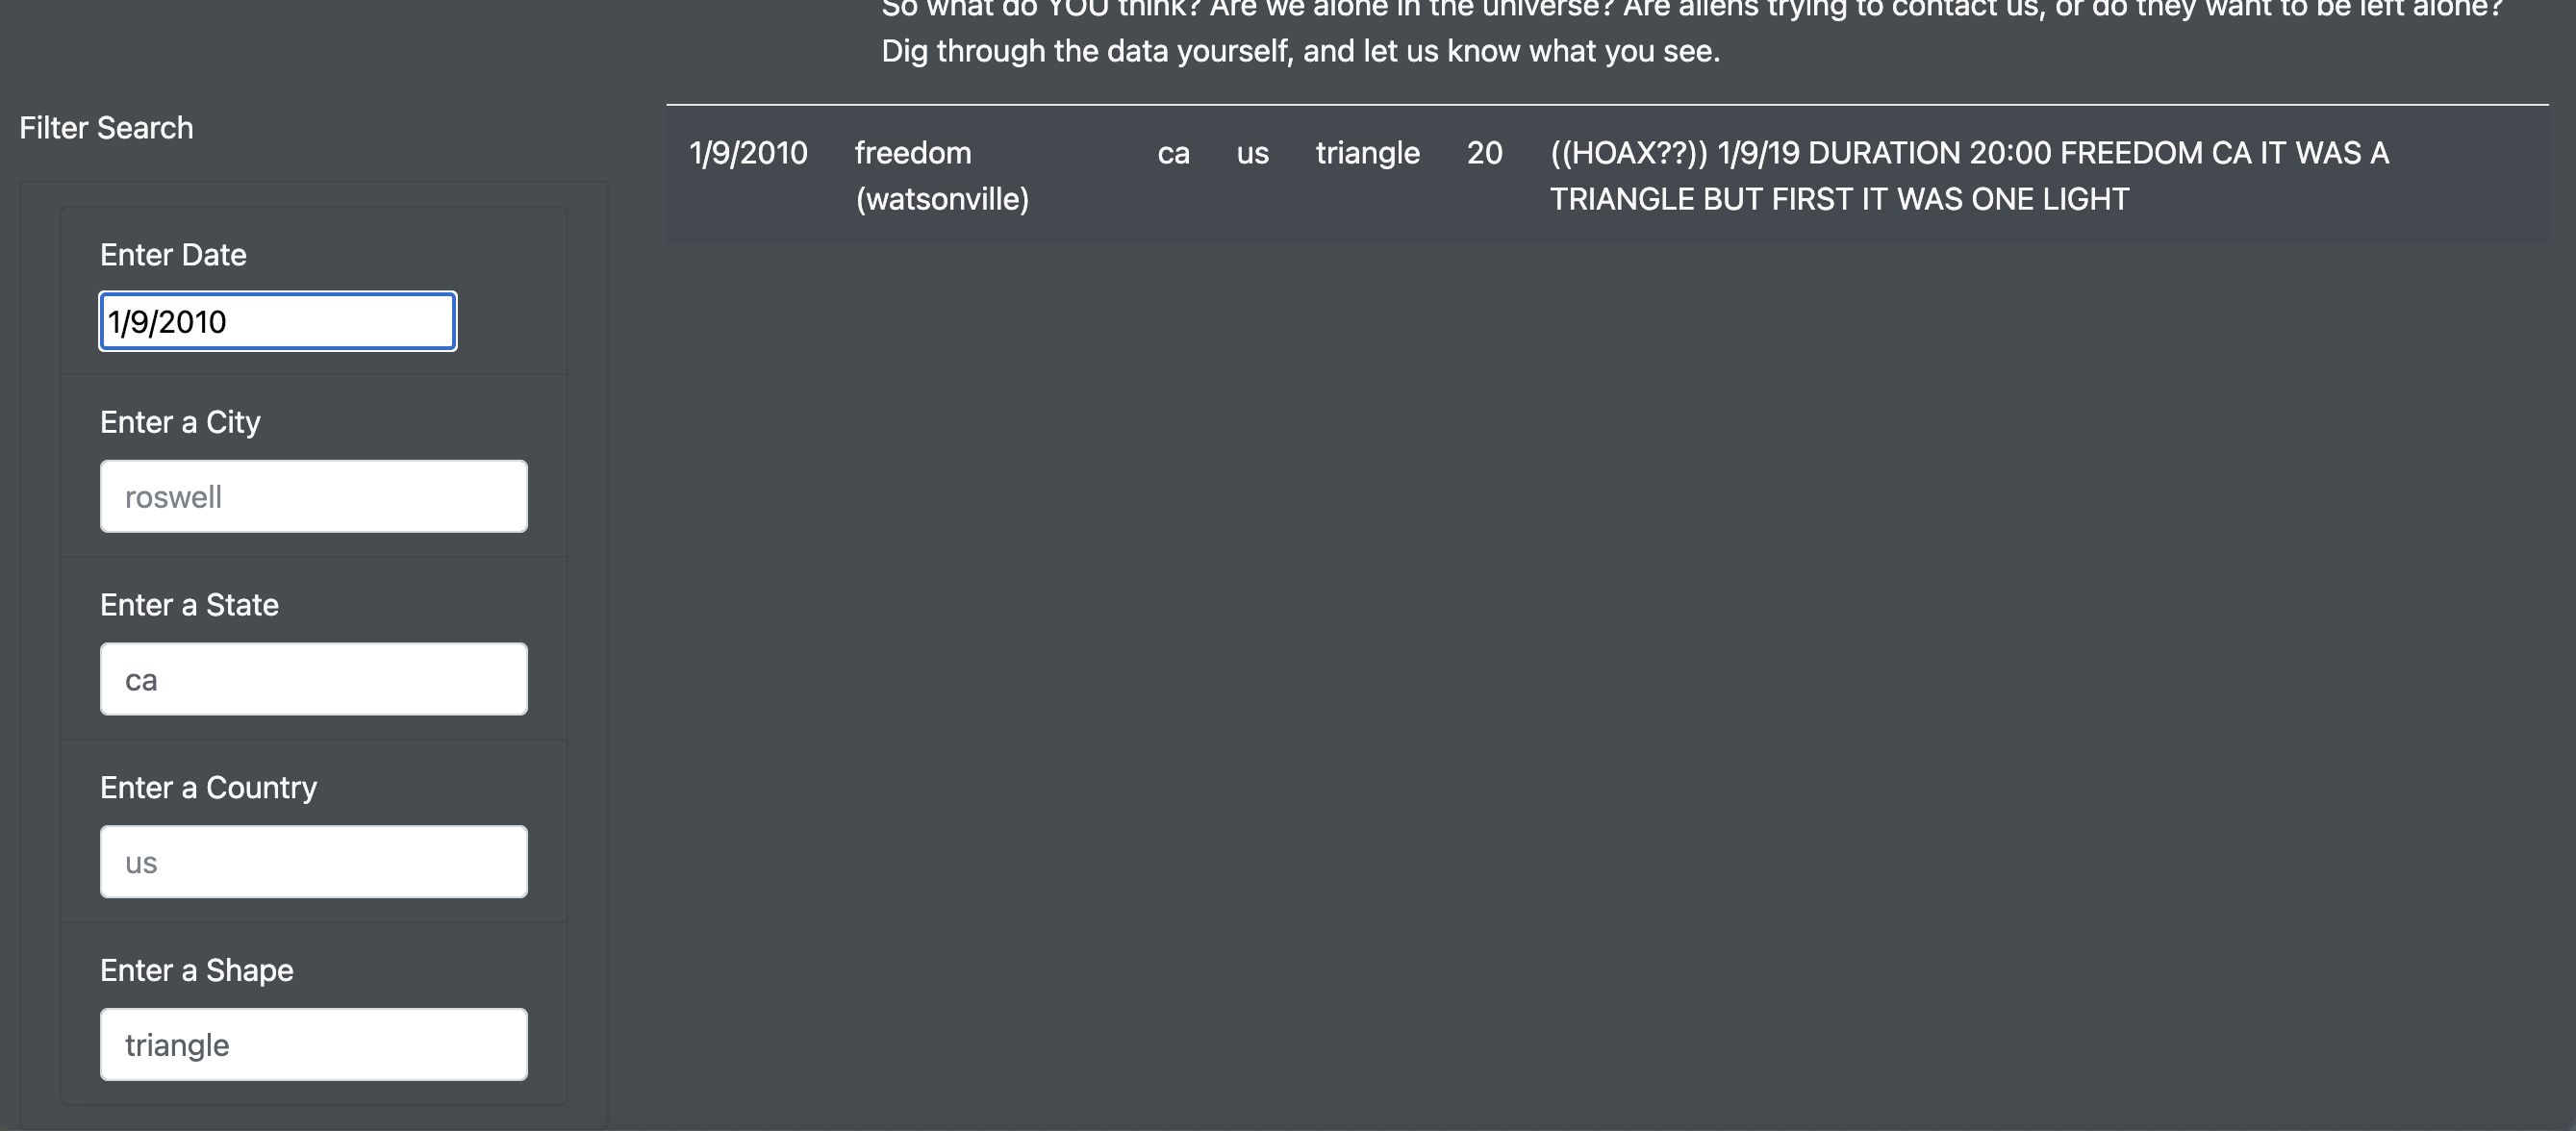 So what do YOU think? Are we alone in the universe? Are aliens trying to contact us, or do they want to be left alone?
Dig through the data yourself, and let us know what you see.
Filter Search
Enter Date
1/9/2010
Enter a City
roswell
Enter a State
ca
Enter a Country
us
Enter a Shape
triangle
1/9/2010 freedom ca us triangle 20 ((HOAX??)) 1/9/19 DURATION 20:00 FREEDOM CA IT WAS A
(watsonville) TRIANGLE BUT FIRST IT WAS ONE LIGHT